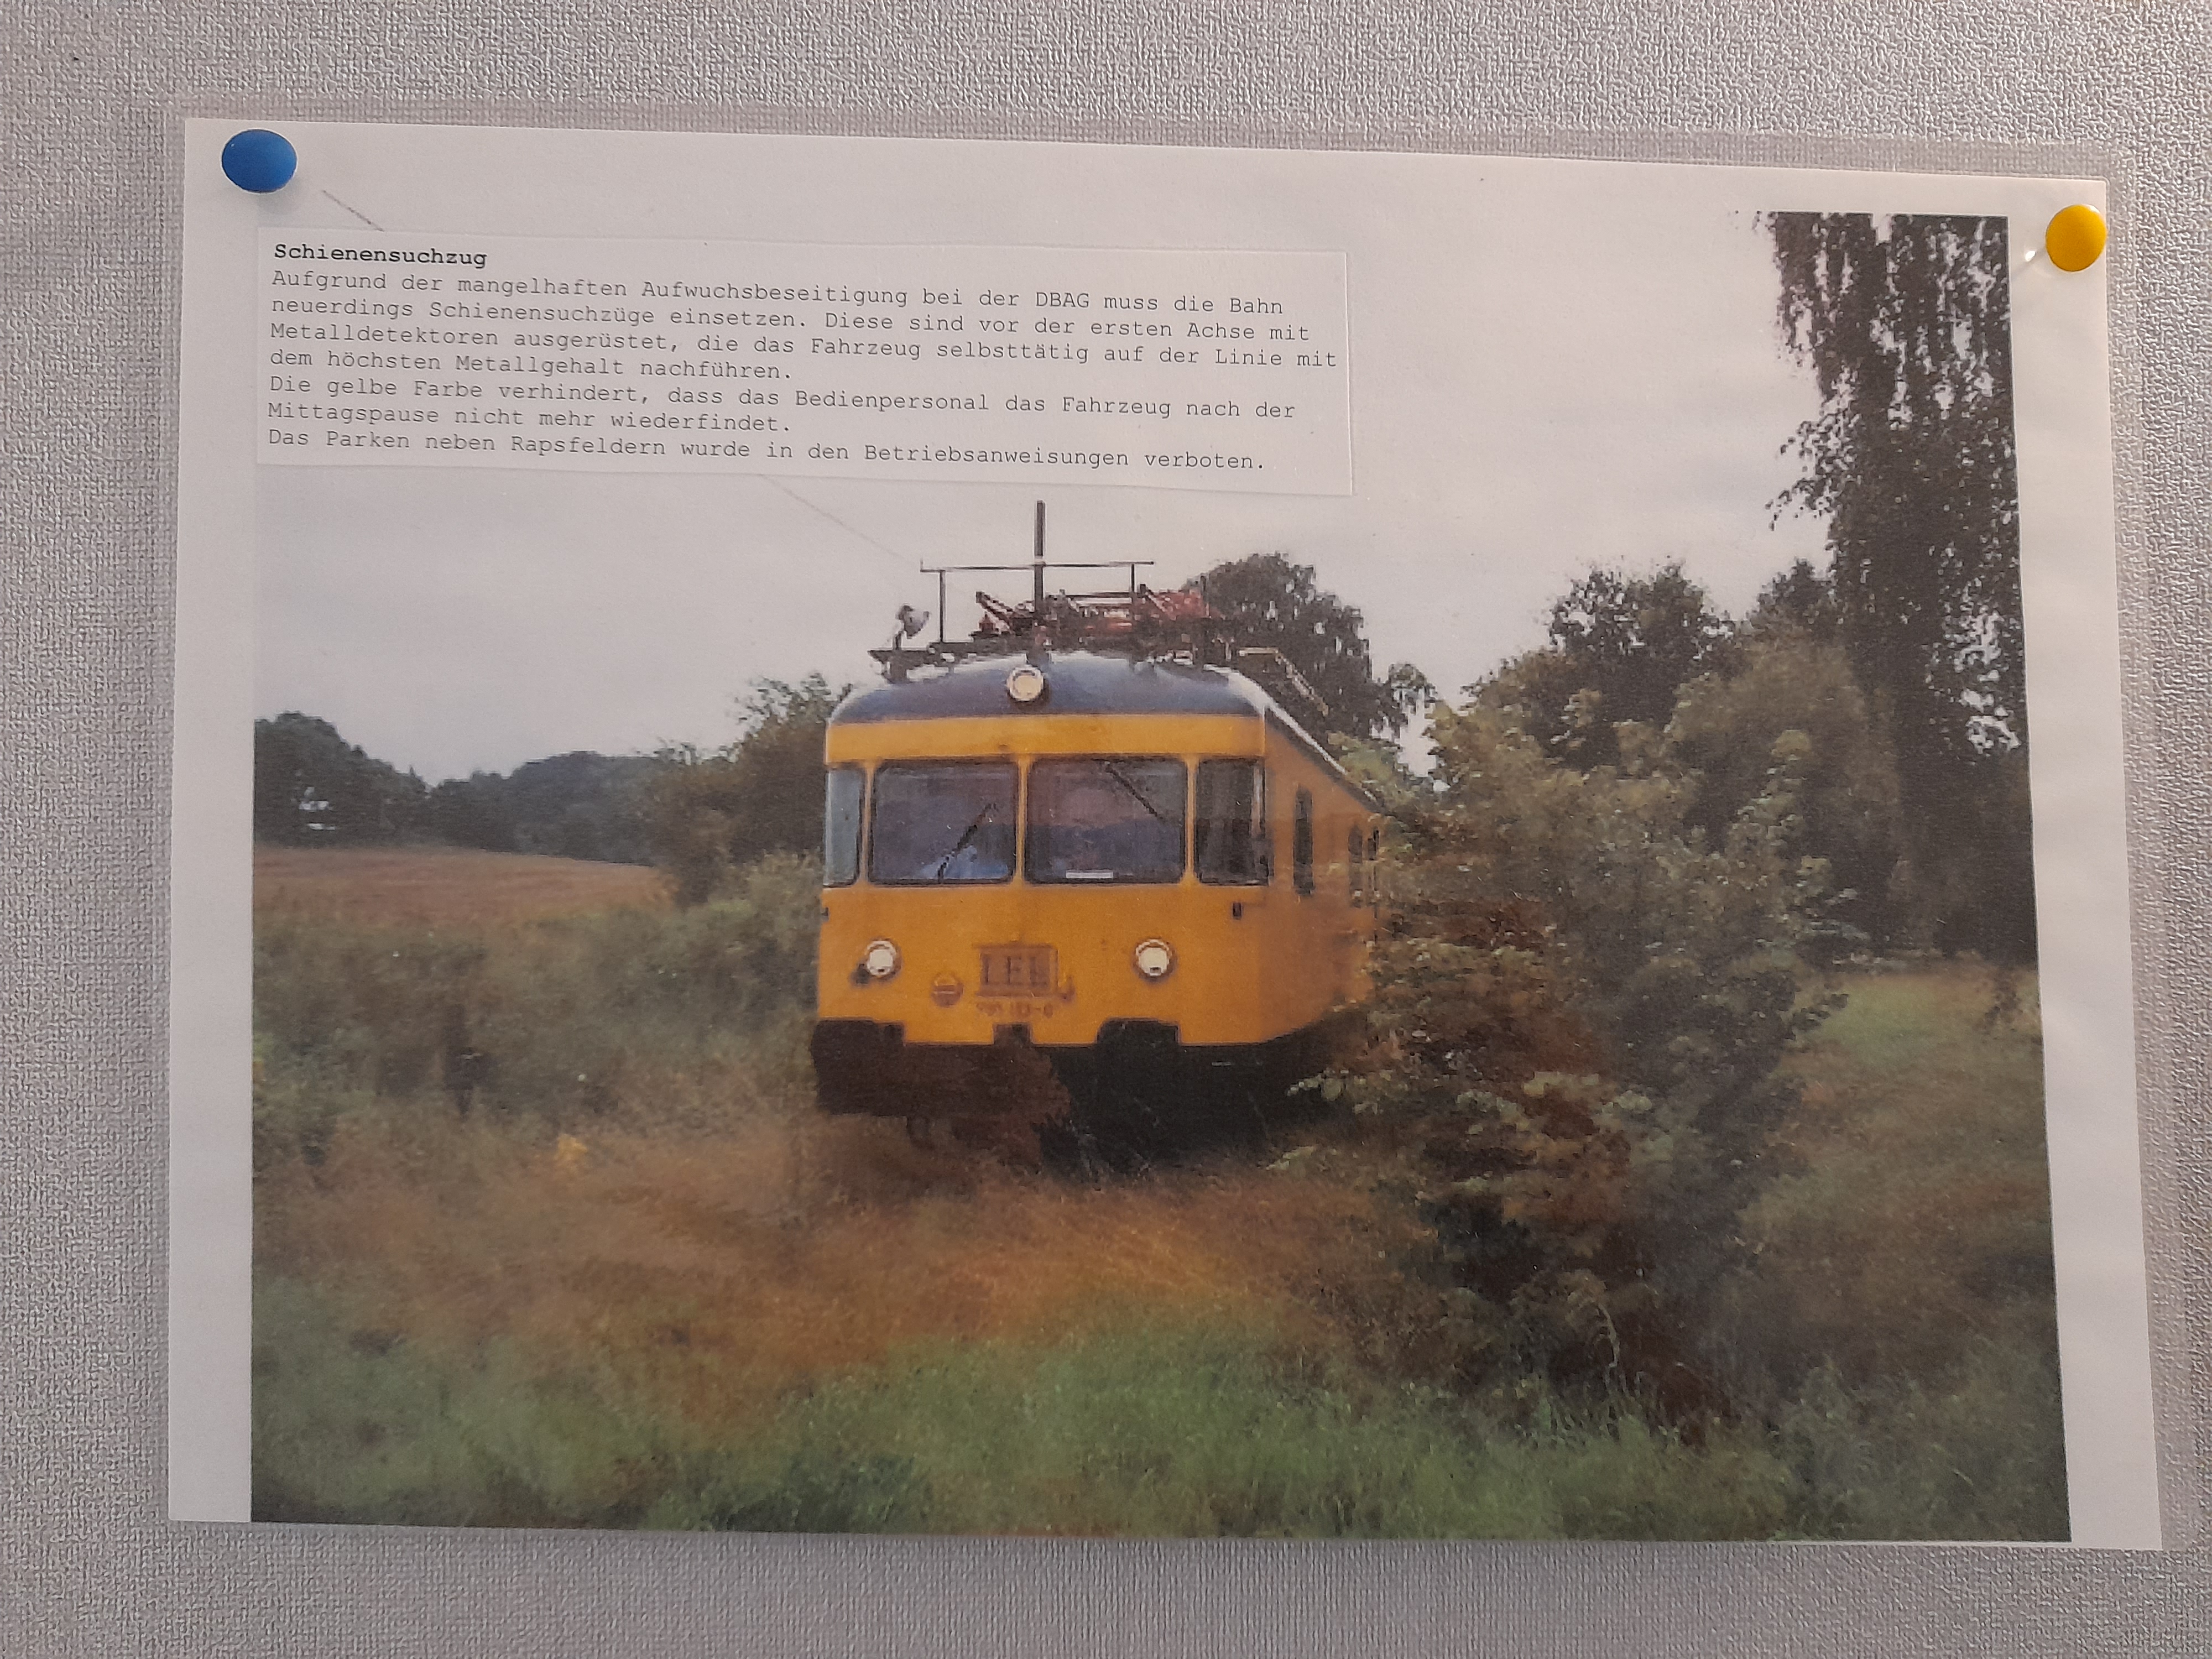 Schienensuchzug
Aufgrund der mangelhaften Aufwuchsbeseitigung bei der DBAG muss die Bahn
neuerdings Schienensuchzüge einsetzen. Diese sind vor der ersten Achse mit
Metalldetektoren ausgerüstet, die das Fahrzeug selbsttätig auf der Linie mit
dem höchsten Metallgehalt nachführen.
Die gelbe Farbe verhindert, dass das Bedienpersonal das Fahrzeug nach der
Mittagspause nicht mehr wiederfindet.
Das Parken neben Rapsfeldern wurde in den Betriebsanweisungen verboten.